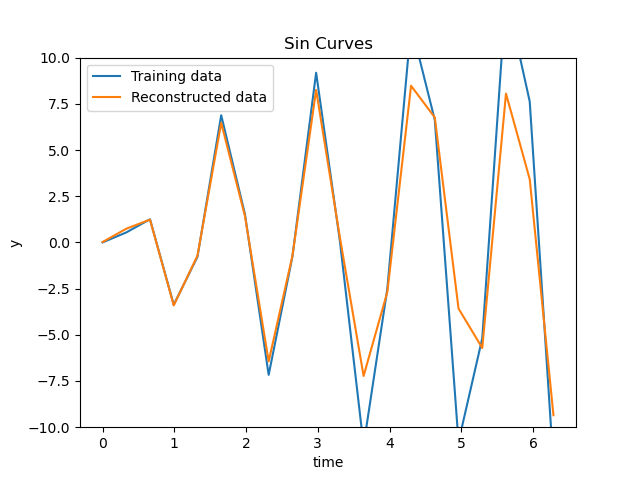 Sin Curves
Training data
Reconstructed data
10.0
7.5
5.0
2.5
0.0
−2.5
−5.0
−7.5
−10.0
y
0 1 2 3 4 5 6
time